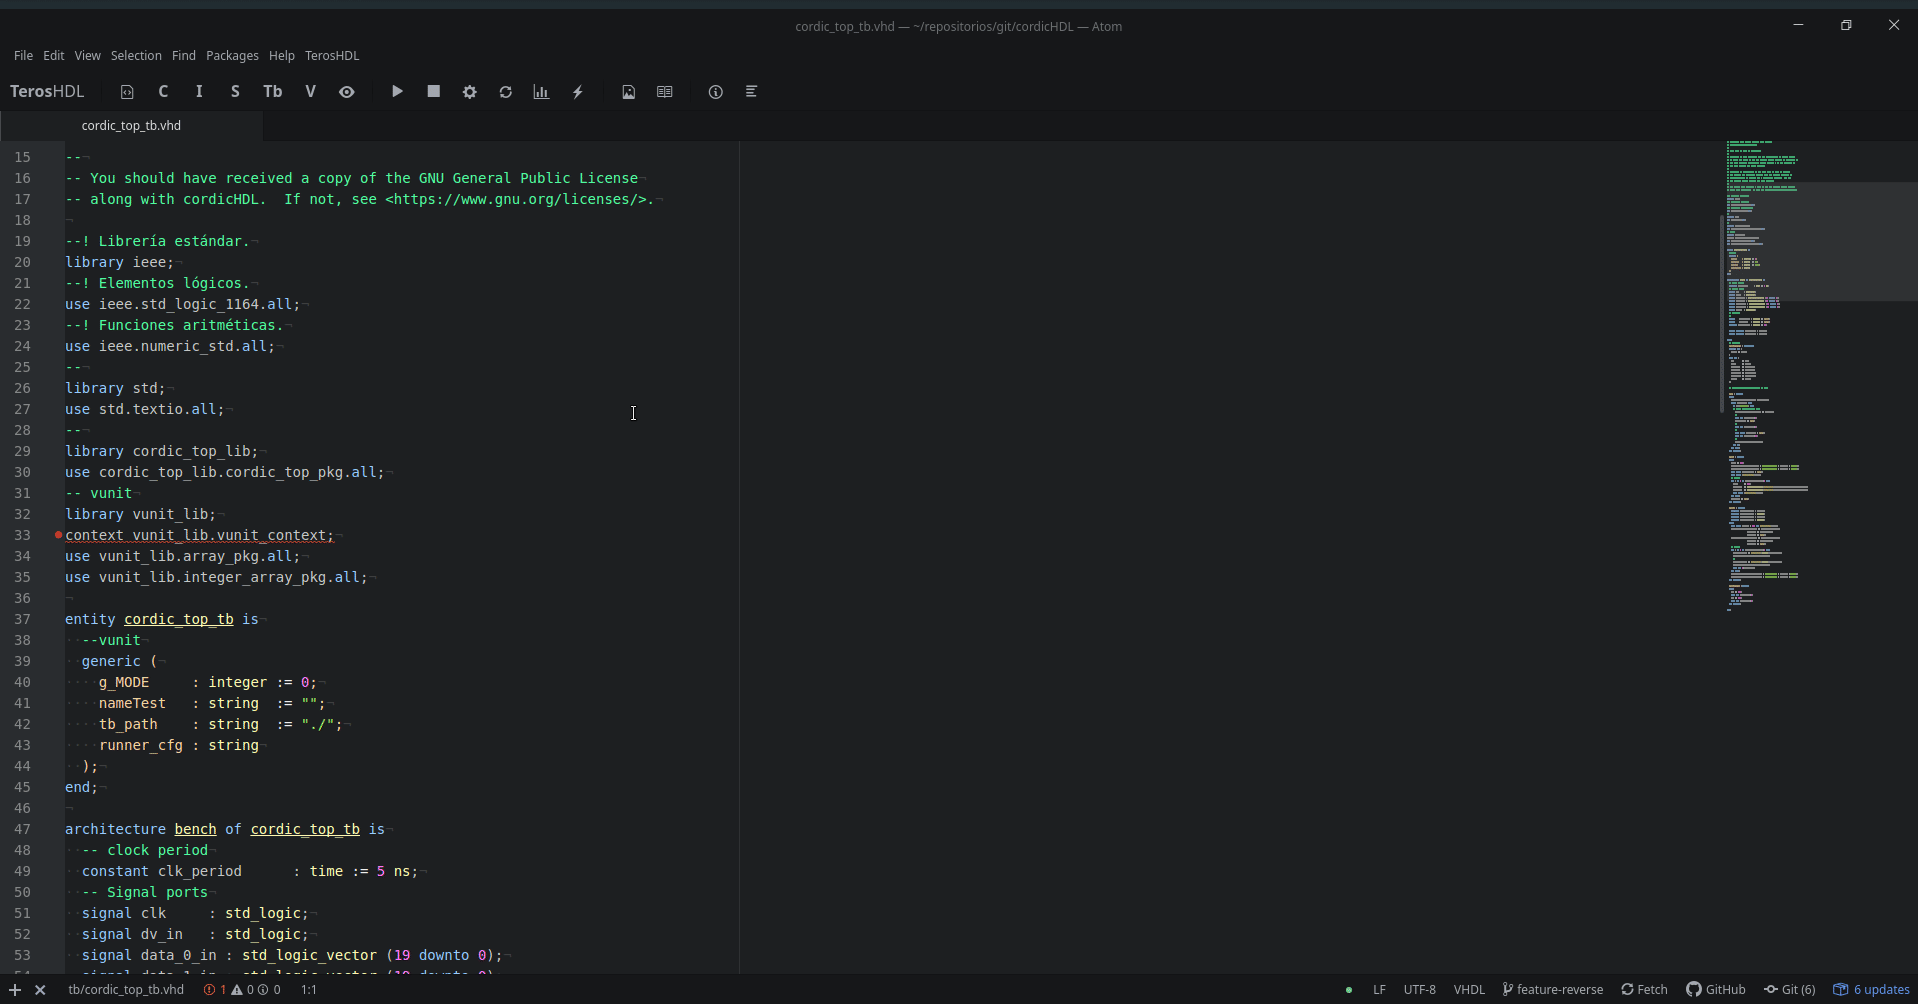 cordic_top_tb.vhd — ~/repositorios/git/cordicHDL — Atom
File Edit View Selection Find Packages Help TerosHDL
TerosHDL C I S Tb V
cordic_top_tb.vhd
15 --
16 -- You should have received a copy of the GNU General Public License
17 -- along with cordicHDL.  If not, see <https://www.gnu.org/licenses/>.
18
19 --! Librería estándar.
20 library ieee;
21 --! Elementos lógicos.
22 use ieee.std_logic_1164.all;
23 --! Funciones aritméticas.
24 use ieee.numeric_std.all;
25 --
26 library std;
27 use std.textio.all;
28 --
29 library cordic_top_lib;
30 use cordic_top_lib.cordic_top_pkg.all;
31 -- vunit
32 library vunit_lib;
33 context vunit_lib.vunit_context;
34 use vunit_lib.array_pkg.all;
35 use vunit_lib.integer_array_pkg.all;
36
37 entity cordic_top_tb is
38   --vunit
39   generic (
40     g_MODE     : integer := 0;
41     nameTest   : string  := "";
42     tb_path    : string  := "./";
43     runner_cfg : string
44   );
45 end;
46
47 architecture bench of cordic_top_tb is
48   -- clock period
49   constant clk_period      : time := 5 ns;
50   -- Signal ports
51   signal clk     : std_logic;
52   signal dv_in   : std_logic;
53   signal data_0_in : std_logic_vector (19 downto 0);
tb/cordic_top_tb.vhd 1 0 0 1:1 LF UTF-8 VHDL feature-reverse Fetch GitHub Git (6) 6 updates